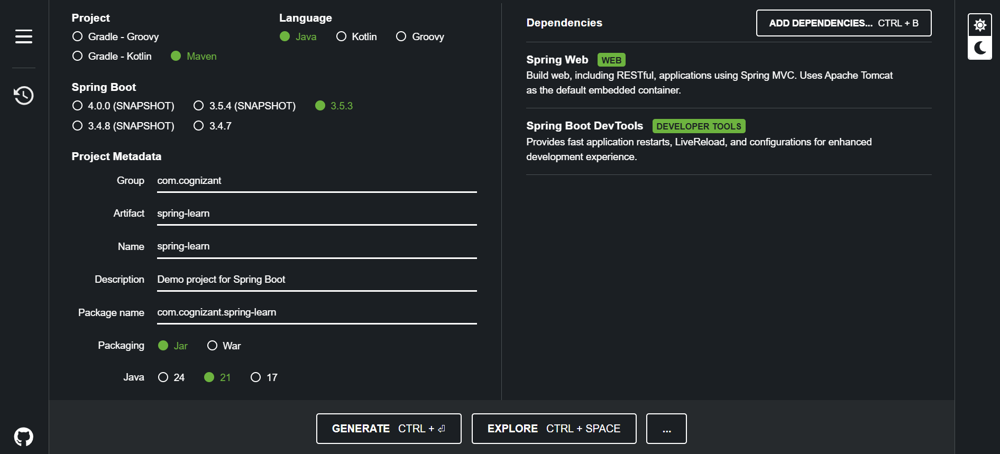 Project
Gradle - Groovy
Gradle - Kotlin Maven
Language
Java Kotlin Groovy
Spring Boot
4.0.0 (SNAPSHOT) 3.5.4 (SNAPSHOT) 3.5.3
3.4.8 (SNAPSHOT) 3.4.7
Project Metadata
Group com.cognizant
Artifact spring-learn
Name spring-learn
Description Demo project for Spring Boot
Package name com.cognizant.spring-learn
Packaging Jar War
Java 24 21 17
Dependencies
ADD DEPENDENCIES... CTRL + B
Spring Web WEB
Build web, including RESTful, applications using Spring MVC. Uses Apache Tomcat
as the default embedded container.
Spring Boot DevTools DEVELOPER TOOLS
Provides fast application restarts, LiveReload, and configurations for enhanced
development experience.
GENERATE CTRL + ⏎
EXPLORE CTRL + SPACE
...